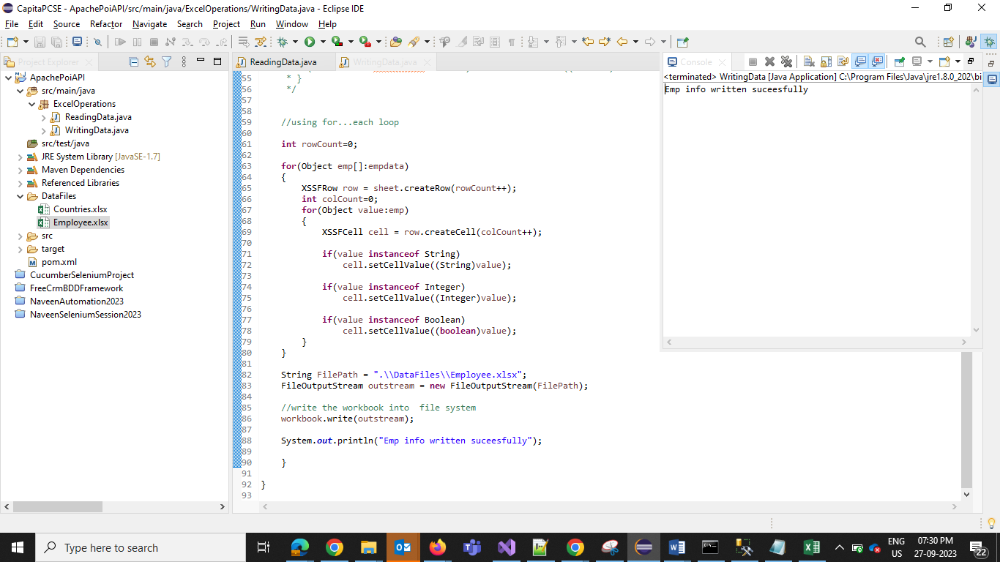 CapitaPCSE - ApachePoiAPI/src/main/java/ExcelOperations/WritingData.java - Eclipse IDE
File Edit Source Refactor Navigate Search Project Run Window Help
Project Explorer
ApachePoiAPI
src/main/java
ExcelOperations
ReadingData.java
WritingData.java
src/test/java
JRE System Library [JavaSE-1.7]
Maven Dependencies
Referenced Libraries
DataFiles
Countries.xlsx
Employee.xlsx
src
target
pom.xml
CucumberSeleniumProject
FreeCrmBDDFramework
NaveenAutomation2023
NaveenSeleniumSession2023
ReadingData.java WritingData.java
55 * }
56 */
57
58
59 //using for...each loop
60
61 int rowCount=0;
62
63 for(Object emp[]:empdata)
64 {
65 XSSFRow row = sheet.createRow(rowCount++);
66 int colCount=0;
67 for(Object value:emp)
68 {
69 XSSFCell cell = row.createCell(colCount++);
70
71 if(value instanceof String)
72 cell.setCellValue((String)value);
73
74 if(value instanceof Integer)
75 cell.setCellValue((Integer)value);
76
77 if(value instanceof Boolean)
78 cell.setCellValue((boolean)value);
79 }
80 }
81
82 String FilePath = ".\\DataFiles\\Employee.xlsx";
83 FileOutputStream outstream = new FileOutputStream(FilePath);
84
85 //write the workbook into  file system
86 workbook.write(outstream);
87
88 System.out.println("Emp info written suceesfully");
89
90 }
91
92 }
93
Console
<terminated> WritingData [Java Application] C:\Program Files\Java\jre1.8.0_202\bi
Emp info written suceesfully
Type here to search
ENG
US
07:30 PM
27-09-2023
22